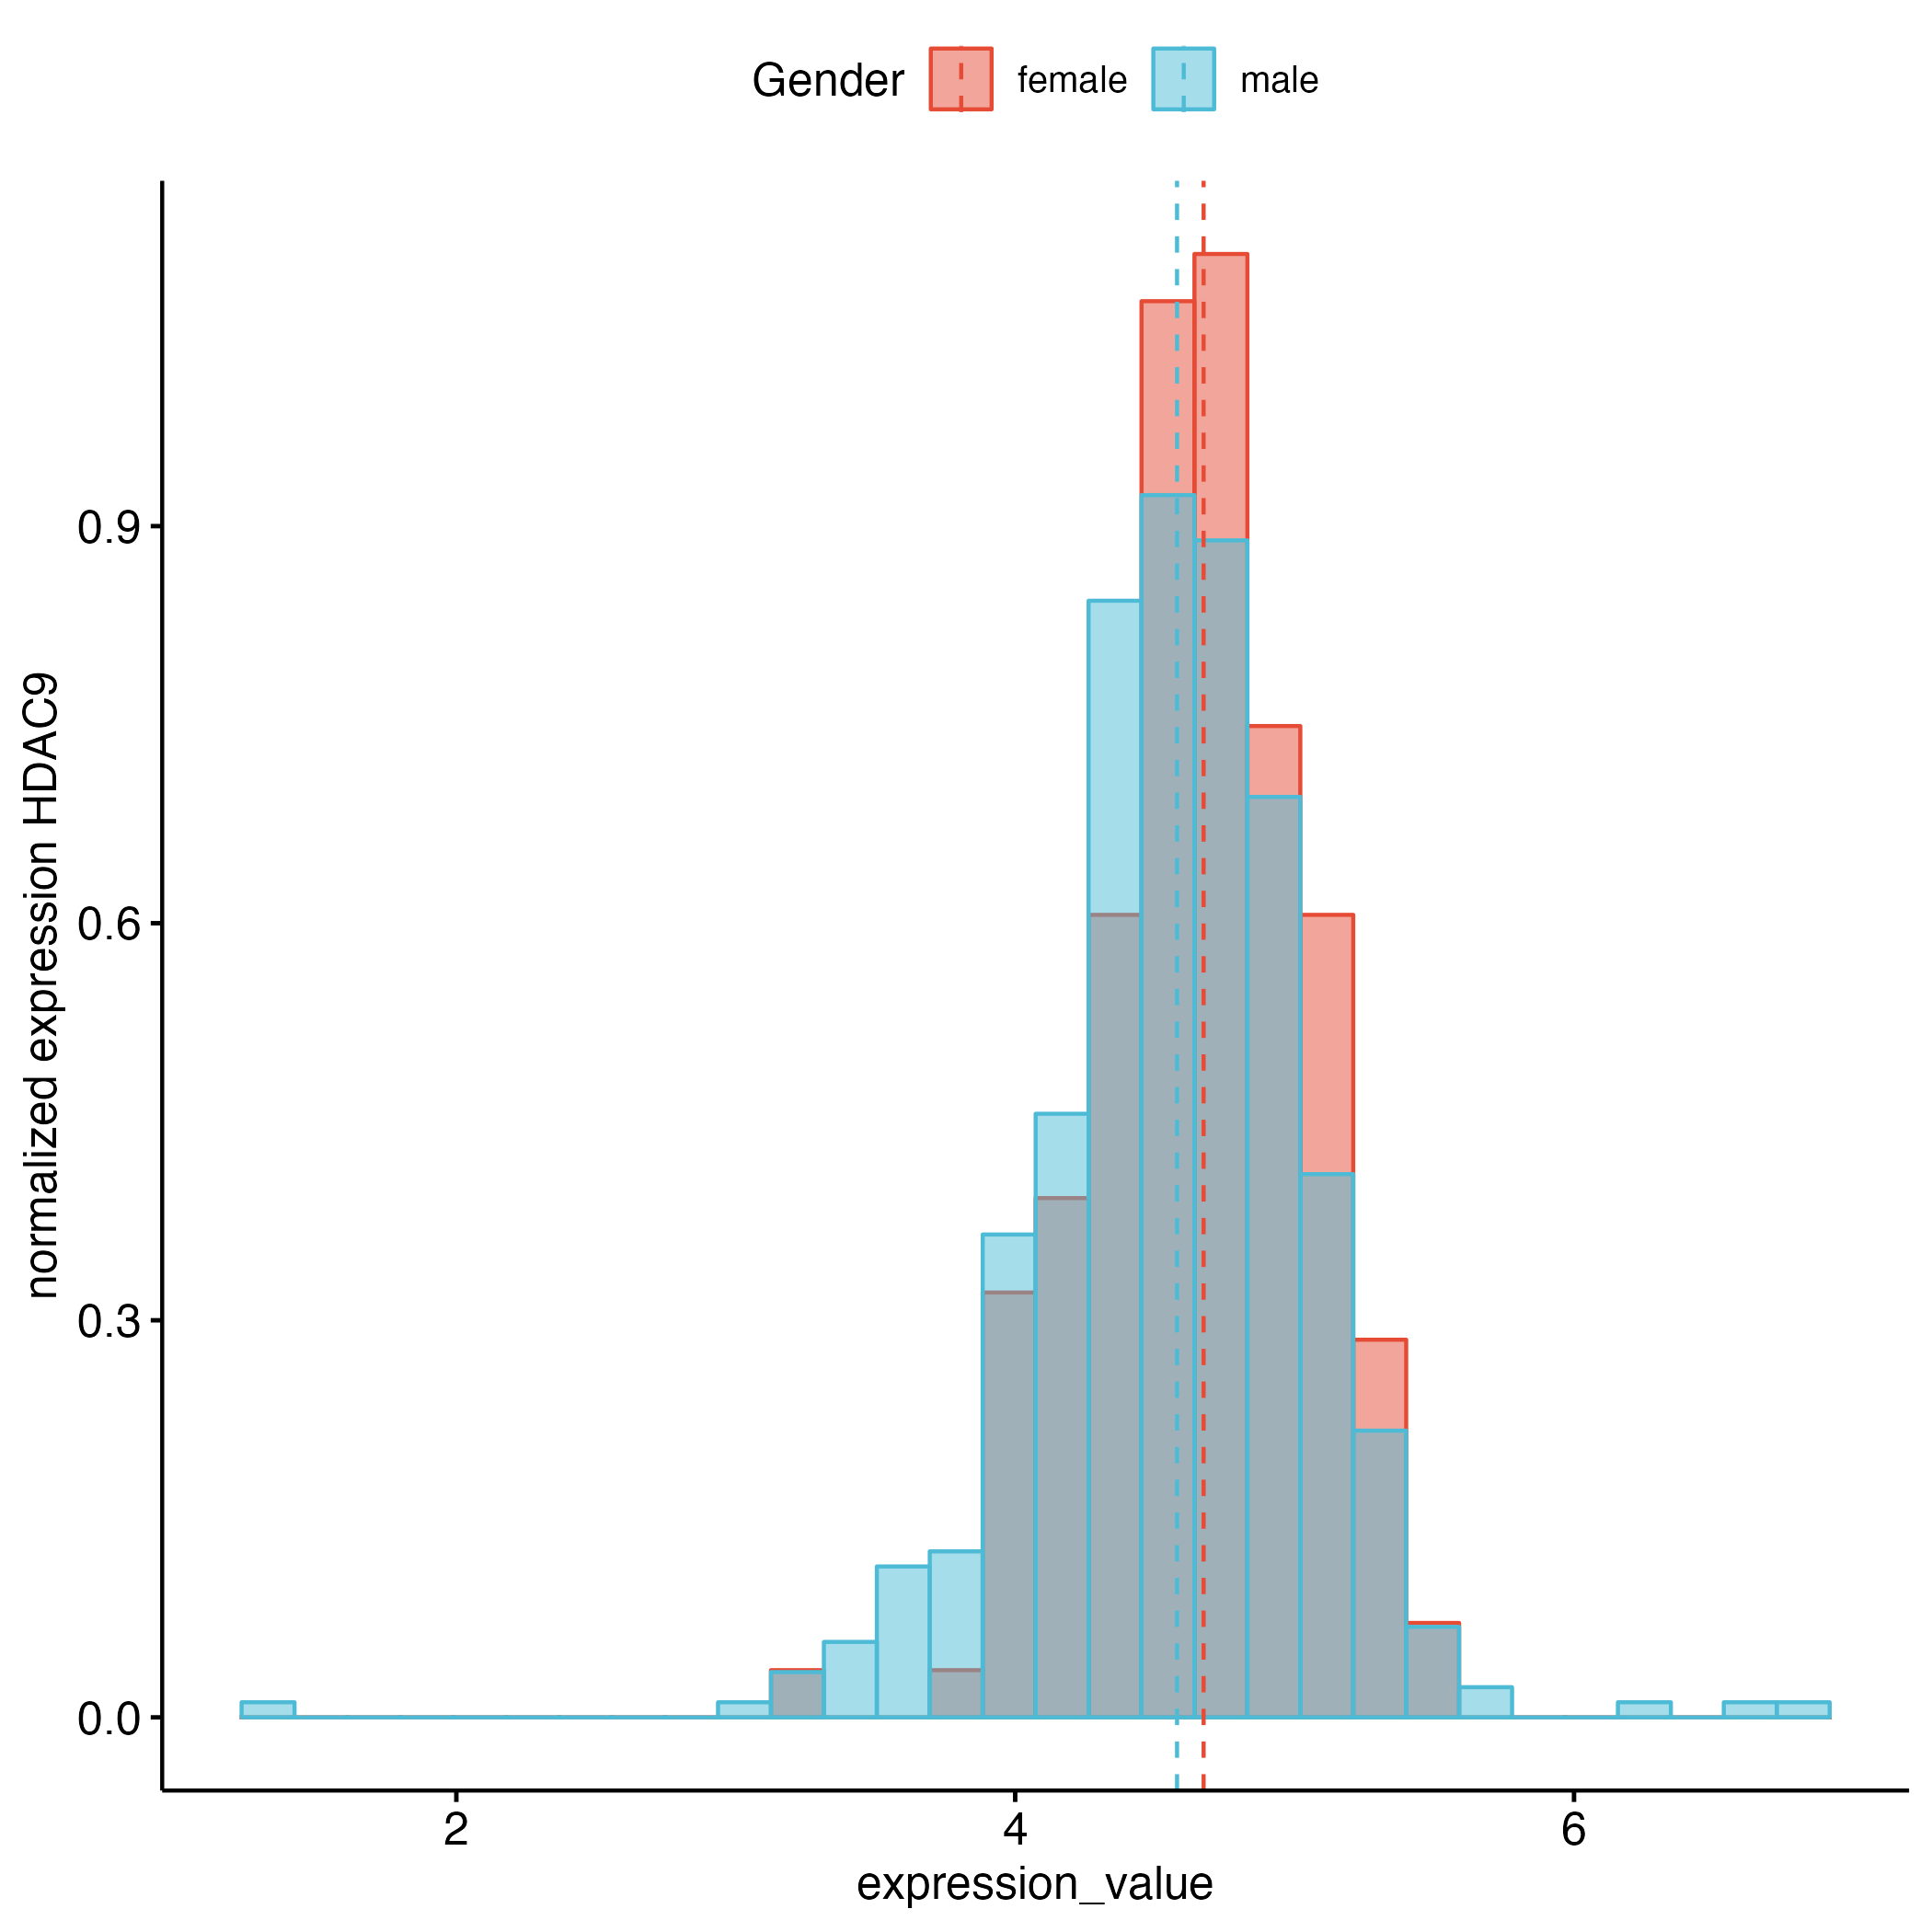 Gender female male
normalized expression HDAC9
0.9
0.6
0.3
0.0
2 4 6
expression_value